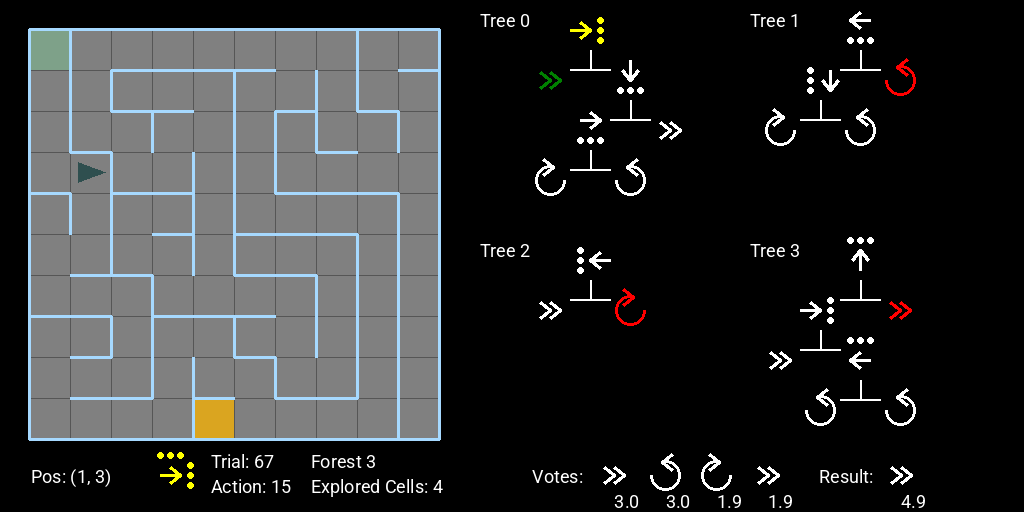 Tree 0
Tree 1
Tree 2
Tree 3
Pos: (1, 3)
Trial: 67
Forest 3
Action: 15
Explored Cells: 4
Votes:
Result:
3.0 3.0 1.9 1.9 4.9